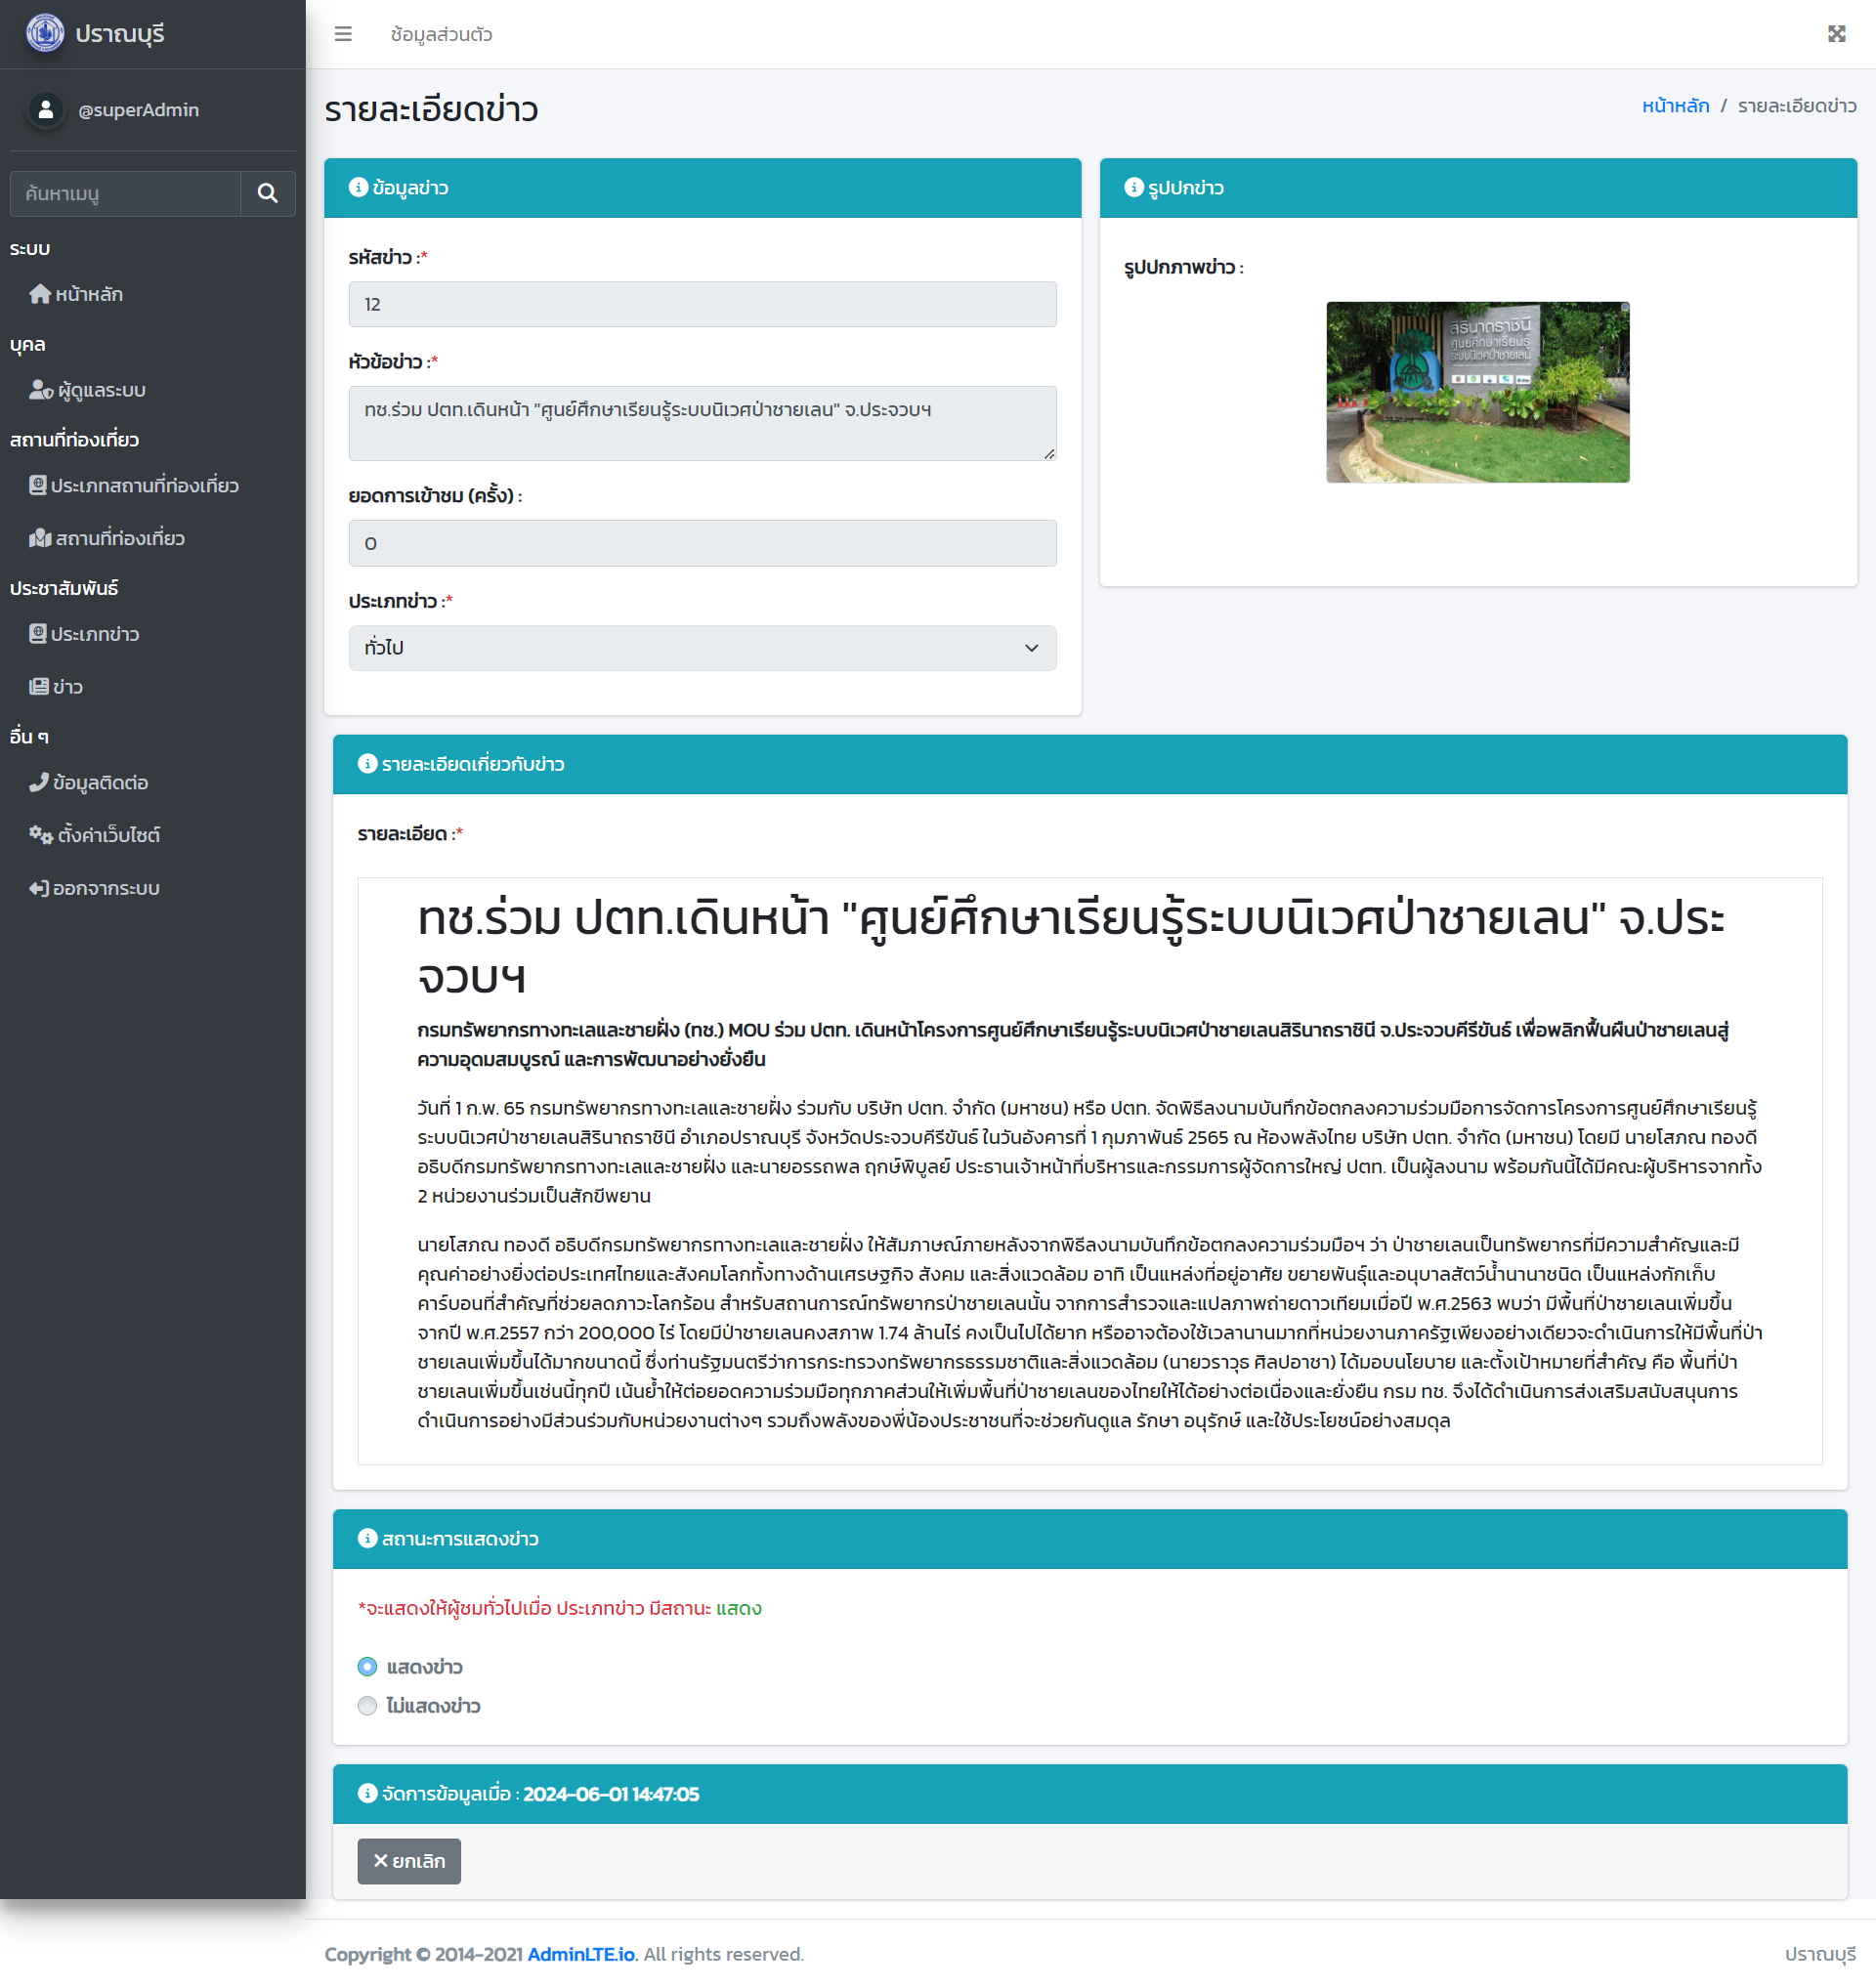 ปราณบุรี
ข้อมูลส่วนตัว
@superAdmin
ค้นหาเมนู
ระบบ
หน้าหลัก
บุคล
ผู้ดูแลระบบ
สถานที่ท่องเที่ยว
ประเภทสถานที่ท่องเที่ยว
สถานที่ท่องเที่ยว
ประชาสัมพันธ์
ประเภทข่าว
ข่าว
อื่น ๆ
ข้อมูลติดต่อ
ตั้งค่าเว็บไซต์
ออกจากระบบ
รายละเอียดข่าว
หน้าหลัก / รายละเอียดข่าว
ข้อมูลข่าว
รหัสข่าว :*
12
หัวข้อข่าว :*
ทช.ร่วม ปตท.เดินหน้า "ศูนย์ศึกษาเรียนรู้ระบบนิเวศป่าชายเลน" จ.ประจวบฯ
ยอดการเข้าชม (ครั้ง) :
0
ประเภทข่าว :*
ทั่วไป
รูปปกข่าว
รูปปกภาพข่าว :
สิรินาถราชินี
ศูนย์ศึกษาเรียนรู้
ระบบนิเวศป่าชายเลน
รายละเอียดเกี่ยวกับข่าว
รายละเอียด :*
ทช.ร่วม ปตท.เดินหน้า "ศูนย์ศึกษาเรียนรู้ระบบนิเวศป่าชายเลน" จ.ประ
จวบฯ
กรมทรัพยากรทางทะเลและชายฝั่ง (ทช.) MOU ร่วม ปตท. เดินหน้าโครงการศูนย์ศึกษาเรียนรู้ระบบนิเวศป่าชายเลนสิรินาถราชินี จ.ประจวบคีรีขันธ์ เพื่อพลิกฟื้นผืนป่าชายเลนสู่
ความอุดมสมบูรณ์ และการพัฒนาอย่างยั่งยืน
วันที่ 1 ก.พ. 65 กรมทรัพยากรทางทะเลและชายฝั่ง ร่วมกับ บริษัท ปตท. จำกัด (มหาชน) หรือ ปตท. จัดพิธีลงนามบันทึกข้อตกลงความร่วมมือการจัดการโครงการศูนย์ศึกษาเรียนรู้
ระบบนิเวศป่าชายเลนสิรินาถราชินี อำเภอปราณบุรี จังหวัดประจวบคีรีขันธ์ ในวันอังคารที่ 1 กุมภาพันธ์ 2565 ณ ห้องพลังไทย บริษัท ปตท. จำกัด (มหาชน) โดยมี นายโสภณ ทองดี
อธิบดีกรมทรัพยากรทางทะเลและชายฝั่ง และนายอรรถพล ฤกษ์พิบูลย์ ประธานเจ้าหน้าที่บริหารและกรรมการผู้จัดการใหญ่ ปตท. เป็นผู้ลงนาม พร้อมกันนี้ได้มีคณะผู้บริหารจากทั้ง
2 หน่วยงานร่วมเป็นสักขีพยาน
นายโสภณ ทองดี อธิบดีกรมทรัพยากรทางทะเลและชายฝั่ง ให้สัมภาษณ์ภายหลังจากพิธีลงนามบันทึกข้อตกลงความร่วมมือฯ ว่า ป่าชายเลนเป็นทรัพยากรที่มีความสำคัญและมี
คุณค่าอย่างยิ่งต่อประเทศไทยและสังคมโลกทั้งทางด้านเศรษฐกิจ สังคม และสิ่งแวดล้อม อาทิ เป็นแหล่งที่อยู่อาศัย ขยายพันธุ์และอนุบาลสัตว์น้ำนานาชนิด เป็นแหล่งกักเก็บ
คาร์บอนที่สำคัญที่ช่วยลดภาวะโลกร้อน สำหรับสถานการณ์ทรัพยากรป่าชายเลนนั้น จากการสำรวจและแปลภาพถ่ายดาวเทียมเมื่อปี พ.ศ.2563 พบว่า มีพื้นที่ป่าชายเลนเพิ่มขึ้น
จากปี พ.ศ.2557 กว่า 200,000 ไร่ โดยมีป่าชายเลนคงสภาพ 1.74 ล้านไร่ คงเป็นไปได้ยาก หรืออาจต้องใช้เวลานานมากที่หน่วยงานภาครัฐเพียงอย่างเดียวจะดำเนินการให้มีพื้นที่ป่า
ชายเลนเพิ่มขึ้นได้มากขนาดนี้ ซึ่งท่านรัฐมนตรีว่าการกระทรวงทรัพยากรธรรมชาติและสิ่งแวดล้อม (นายวราวุธ ศิลปอาชา) ได้มอบนโยบาย และตั้งเป้าหมายที่สำคัญ คือ พื้นที่ป่า
ชายเลนเพิ่มขึ้นเช่นนี้ทุกปี เน้นย้ำให้ต่อยอดความร่วมมือทุกภาคส่วนให้เพิ่มพื้นที่ป่าชายเลนของไทยให้ได้อย่างต่อเนื่องและยั่งยืน กรม ทช. จึงได้ดำเนินการส่งเสริมสนับสนุนการ
ดำเนินการอย่างมีส่วนร่วมกับหน่วยงานต่างๆ รวมถึงพลังของพี่น้องประชาชนที่จะช่วยกันดูแล รักษา อนุรักษ์ และใช้ประโยชน์อย่างสมดุล
สถานะการแสดงข่าว
*จะแสดงให้ผู้ชมทั่วไปเมื่อ ประเภทข่าว มีสถานะ แสดง
แสดงข่าว
ไม่แสดงข่าว
จัดการข้อมูลเมื่อ : 2024-06-01 14:47:05
ยกเลิก
Copyright © 2014-2021 AdminLTE.io. All rights reserved.
ปราณบุรี